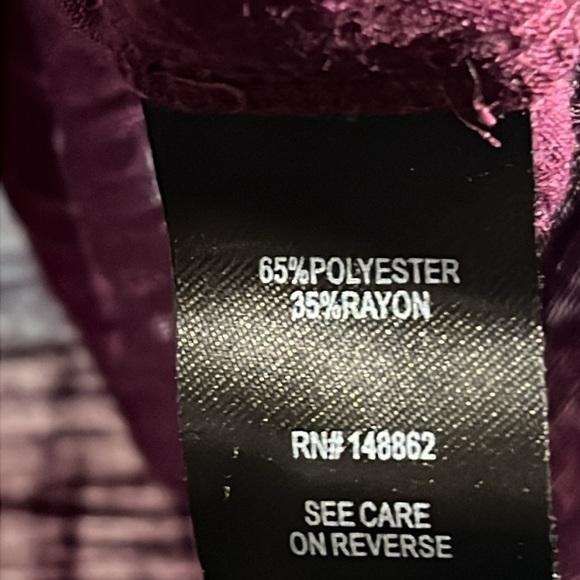 65%POLYESTER
35%RAYON
RN# 148862
SEE CARE
ON REVERSE